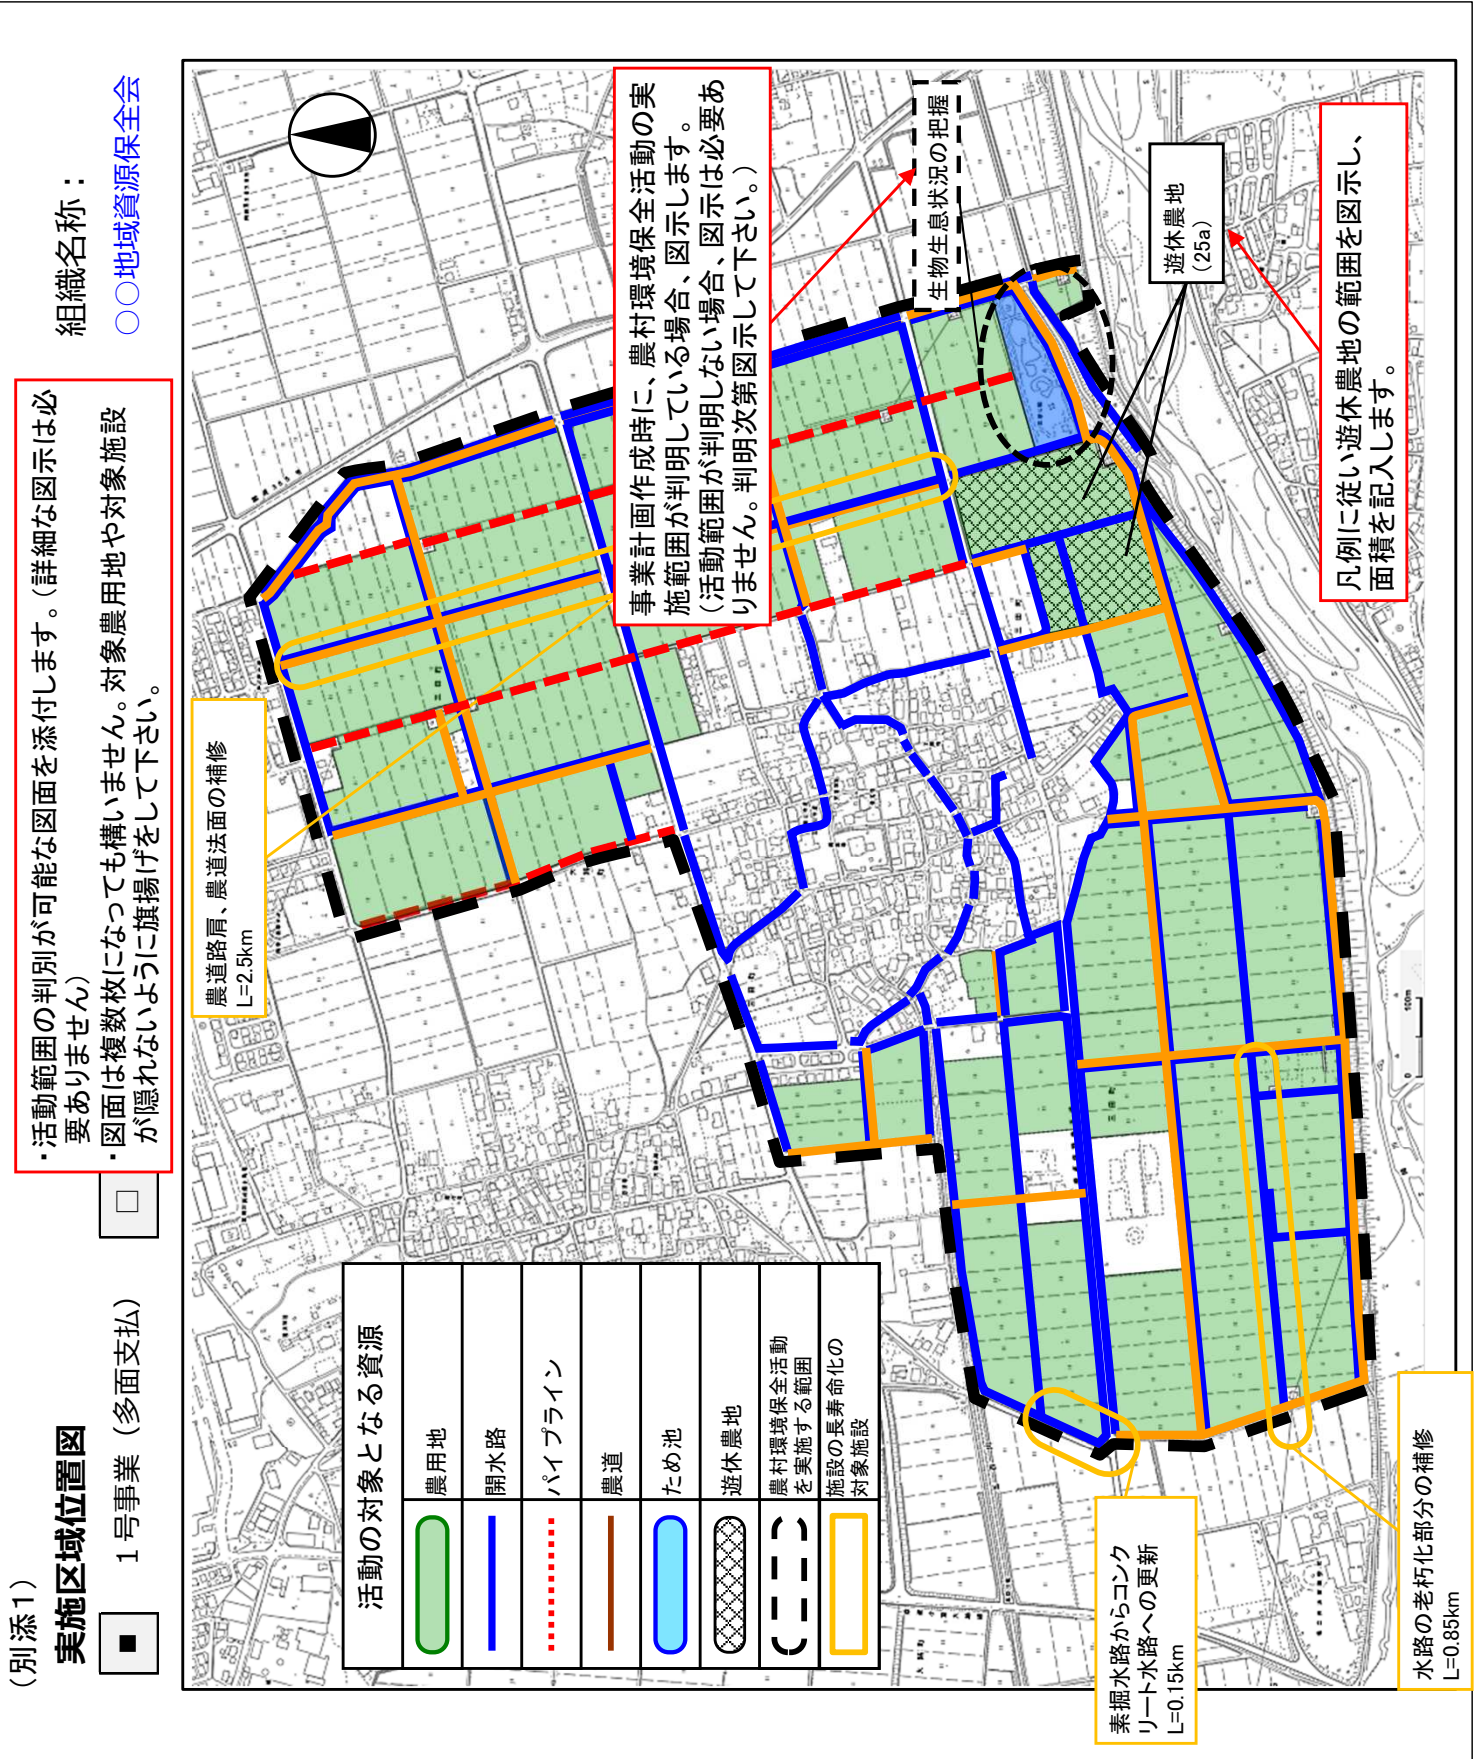 （別添１）
実施区域位置図
■
１号事業（多面支払）
□
・活動範囲の判別が可能な図面を添付します。（詳細な図示は必
要ありません）
・図面は複数枚になっても構いません。対象農用地や対象施設
が隠れないように旗揚げをして下さい。
組織名称：
○○地域資源保全会
農道路肩、農道法面の補修
L=2.5km
事業計画作成時に、農村環境保全活動の実
施範囲が判明している場合、図示します。
（活動範囲が判明しない場合、図示は必要あ
りません。判明次第図示して下さい。）
生物生息状況の把握
遊休農地
（25a）
凡例に従い遊休農地の範囲を図示し、
面積を記入します。
活動の対象となる資源
農用地
開水路
パイプライン
農道
ため池
遊休農地
農村環境保全活動
を実施する範囲
施設の長寿命化の
対象施設
素掘水路からコンク
リート水路への更新
L=0.15km
水路の老朽化部分の補修
L=0.85km
0
100m